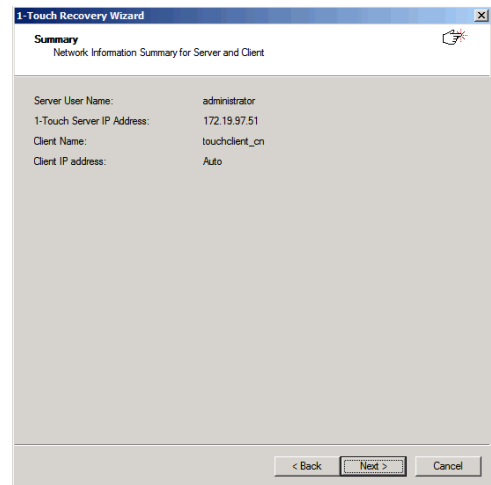 1-Touch Recovery Wizard
Summary
Network Information Summary for Server and Client
Server User Name: administrator
1-Touch Server IP Address: 172.19.97.51
Client Name: touchclient_cn
Client IP address: Auto
< Back Next > Cancel